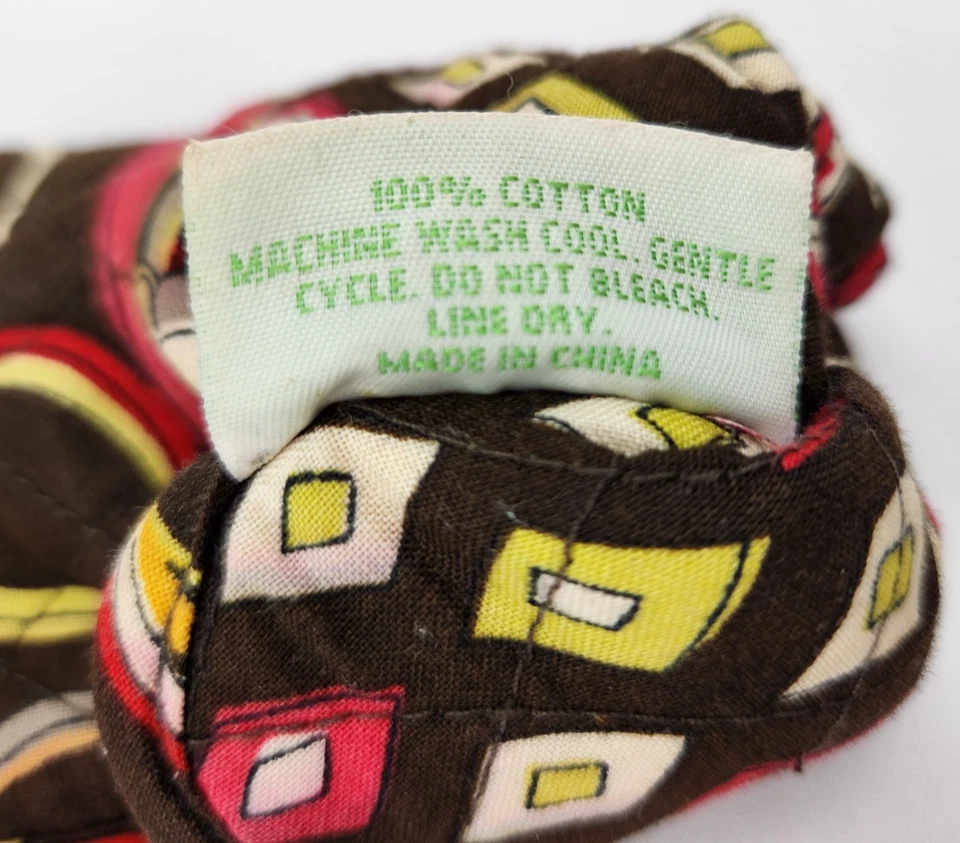 100% COTTON
MACHINE WASH COOL. GENTLE
CYCLE. DO NOT BLEACH.
LINE DRY.
MADE IN CHINA